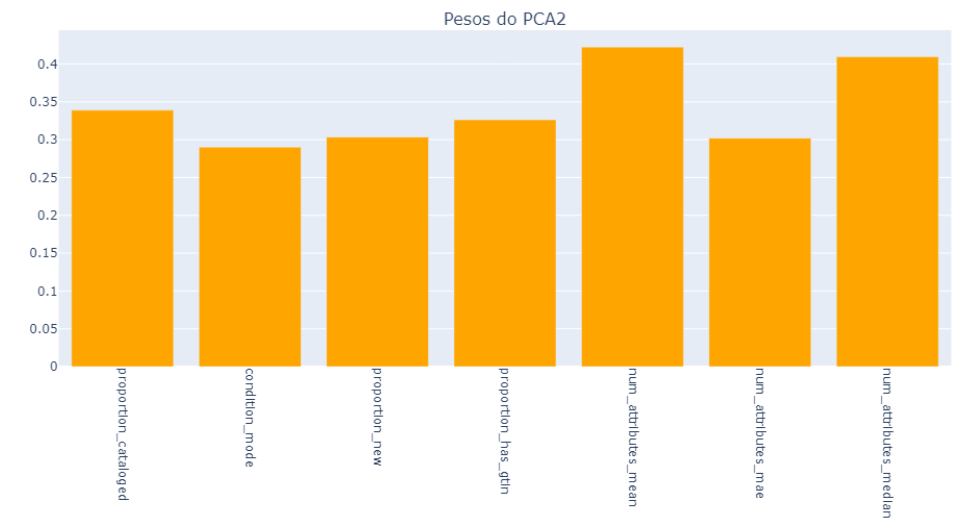 Pesos do PCA2
0.4
0.35
0.3
0.25
0.2
0.15
0.1
0.05
0
proportion_cataloged
condition_mode
proportion_new
proportion_has_gtin
num_attributes_mean
num_attributes_mae
num_attributes_median